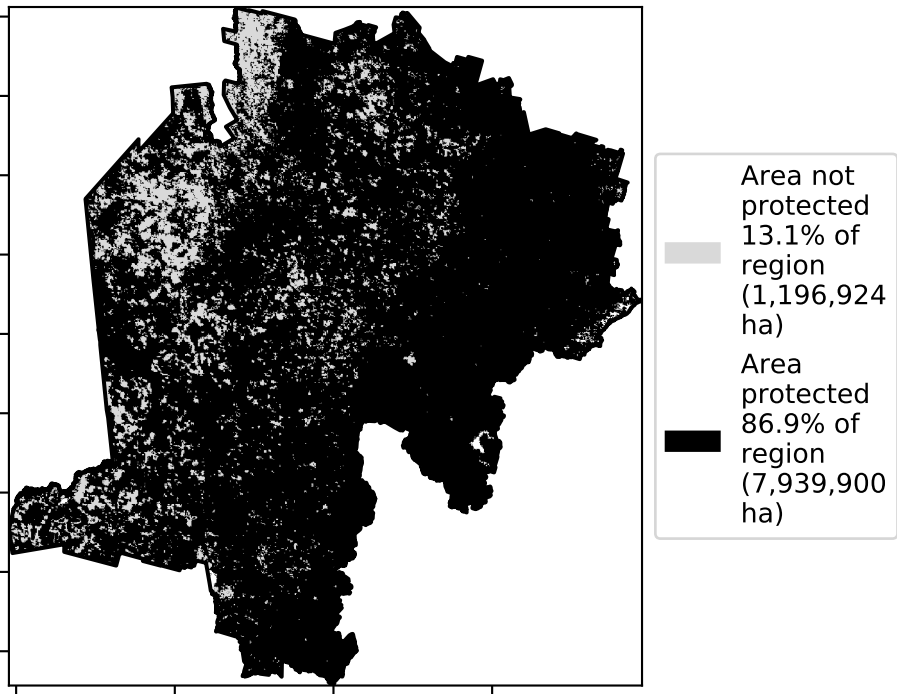 Area not
protected
13.1% of
region
(1,196,924
ha)
Area
protected
86.9% of
region
(7,939,900
ha)